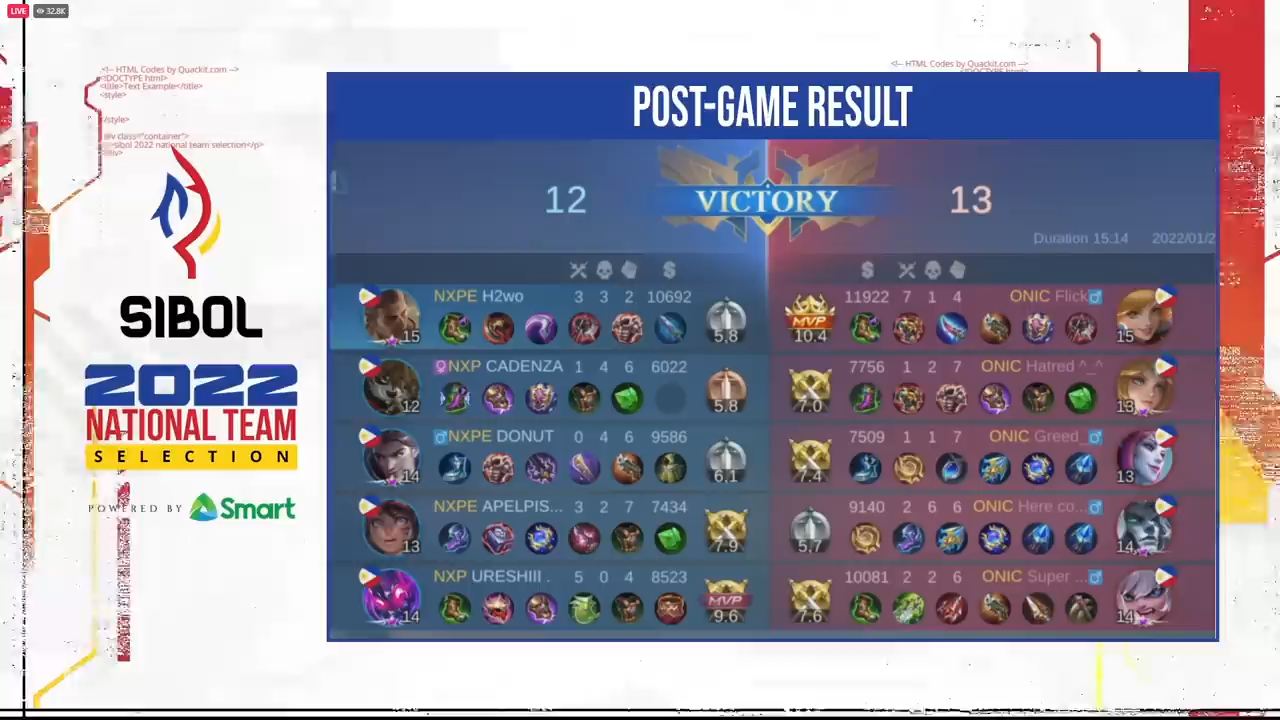 LIVE 32.8K
<!-- HTML Codes by Quackit.com -->
<!DOCTYPE html>
<title>Text Example</title>
<style>
</style>
<div class="container">
sibol 2022 national team selection</p>
<!-- HTML Codes by Quackit.com -->
SIBOL
2022
NATIONAL TEAM
SELECTION
POWERED BY Smart
POST-GAME RESULT
12 VICTORY 13
Duration 15:14 2022/01/2
$ $
NXPE H2wo 3 3 2 10692 5.8 MVP 10.4 11922 7 1 4 ONIC Flick
15 15
NXP CADENZA 1 4 6 6022 5.8 7.0 7756 1 2 7 ONIC Hatred ^_^
12 13
NXPE DONUT 0 4 6 9586 6.1 7.4 7509 1 1 7 ONIC Greed_
14 13
NXPE APELPIS... 3 2 7 7434 7.9 5.7 9140 2 6 6 ONIC Here co...
13 14
NXP URESHIII 5 0 4 8523 MVP 9.6 7.6 10081 2 2 6 ONIC Super ...
14 14